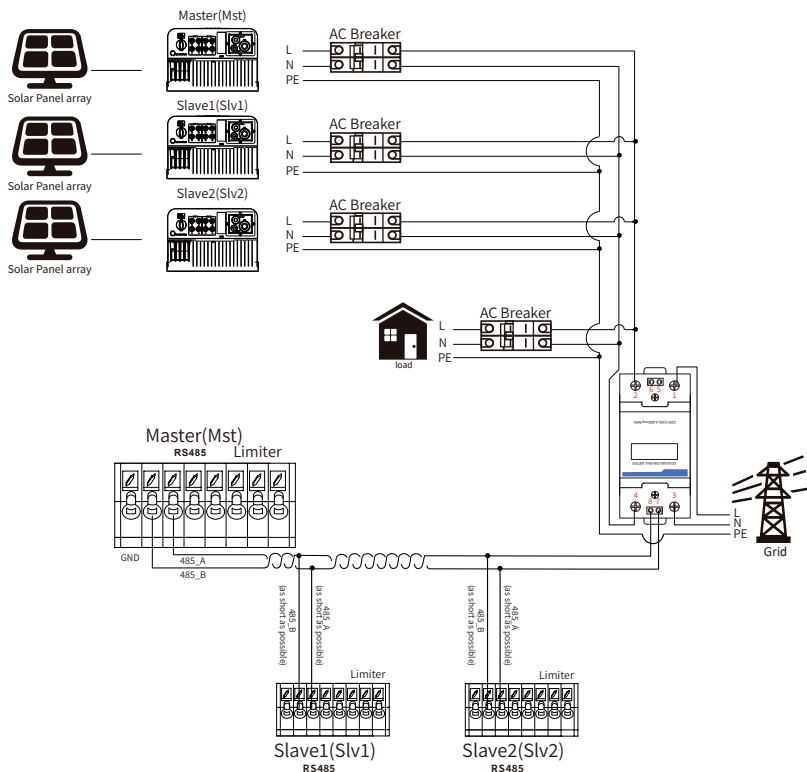 Master(Mst)
Solar Panel array
L
N
PE
AC Breaker
Slave1(Slv1)
Solar Panel array
L
N
PE
AC Breaker
Slave2(Slv2)
Solar Panel array
L
N
PE
AC Breaker
load
L
N
PE
AC Breaker
2
6 5
1
4
8 7
3
L
N
PE
Grid
Master(Mst)
RS485
Limiter
GND
485_A
485_B
485_B
(as short as possible)
485_A
(as short as possible)
485_B
(as short as possible)
485_A
(as short as possible)
Limiter
Slave1(Slv1)
RS485
Limiter
Slave2(Slv2)
RS485